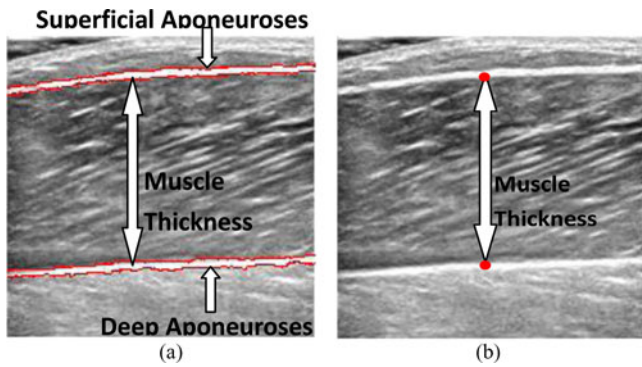 Superficial Aponeuroses
Muscle
Thickness
Deep Aponeuroses
(a)
Muscle
Thickness
(b)